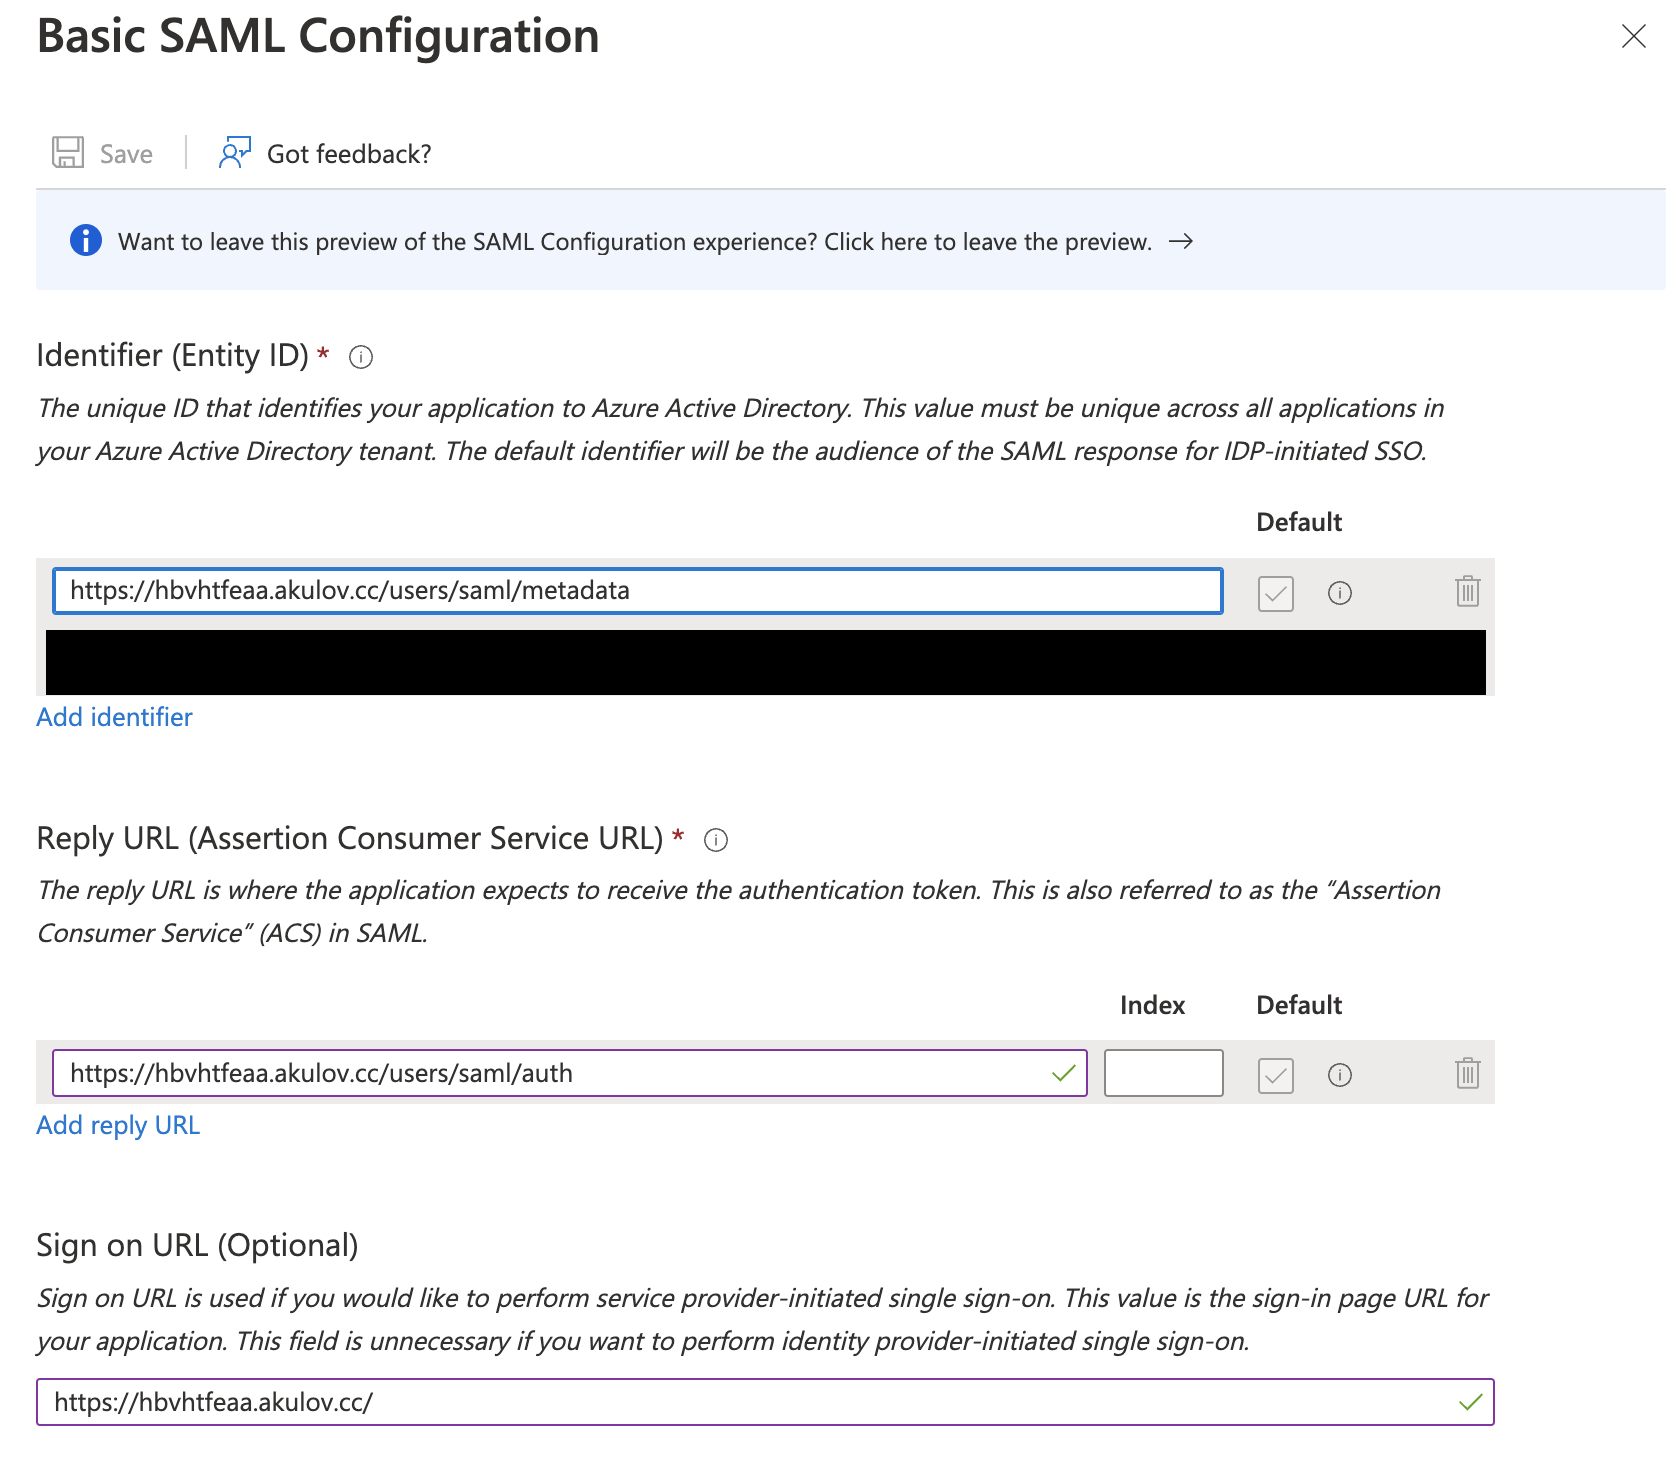 Basic SAML Configuration
Save
Got feedback?
Want to leave this preview of the SAML Configuration experience? Click here to leave the preview. →
Identifier (Entity ID) *
The unique ID that identifies your application to Azure Active Directory. This value must be unique across all applications in
your Azure Active Directory tenant. The default identifier will be the audience of the SAML response for IDP-initiated SSO.
Default
https://hbvhtfeaa.akulov.cc/users/saml/metadata
Add identifier
Reply URL (Assertion Consumer Service URL) *
The reply URL is where the application expects to receive the authentication token. This is also referred to as the “Assertion
Consumer Service” (ACS) in SAML.
Index Default
https://hbvhtfeaa.akulov.cc/users/saml/auth
Add reply URL
Sign on URL (Optional)
Sign on URL is used if you would like to perform service provider-initiated single sign-on. This value is the sign-in page URL for
your application. This field is unnecessary if you want to perform identity provider-initiated single sign-on.
https://hbvhtfeaa.akulov.cc/